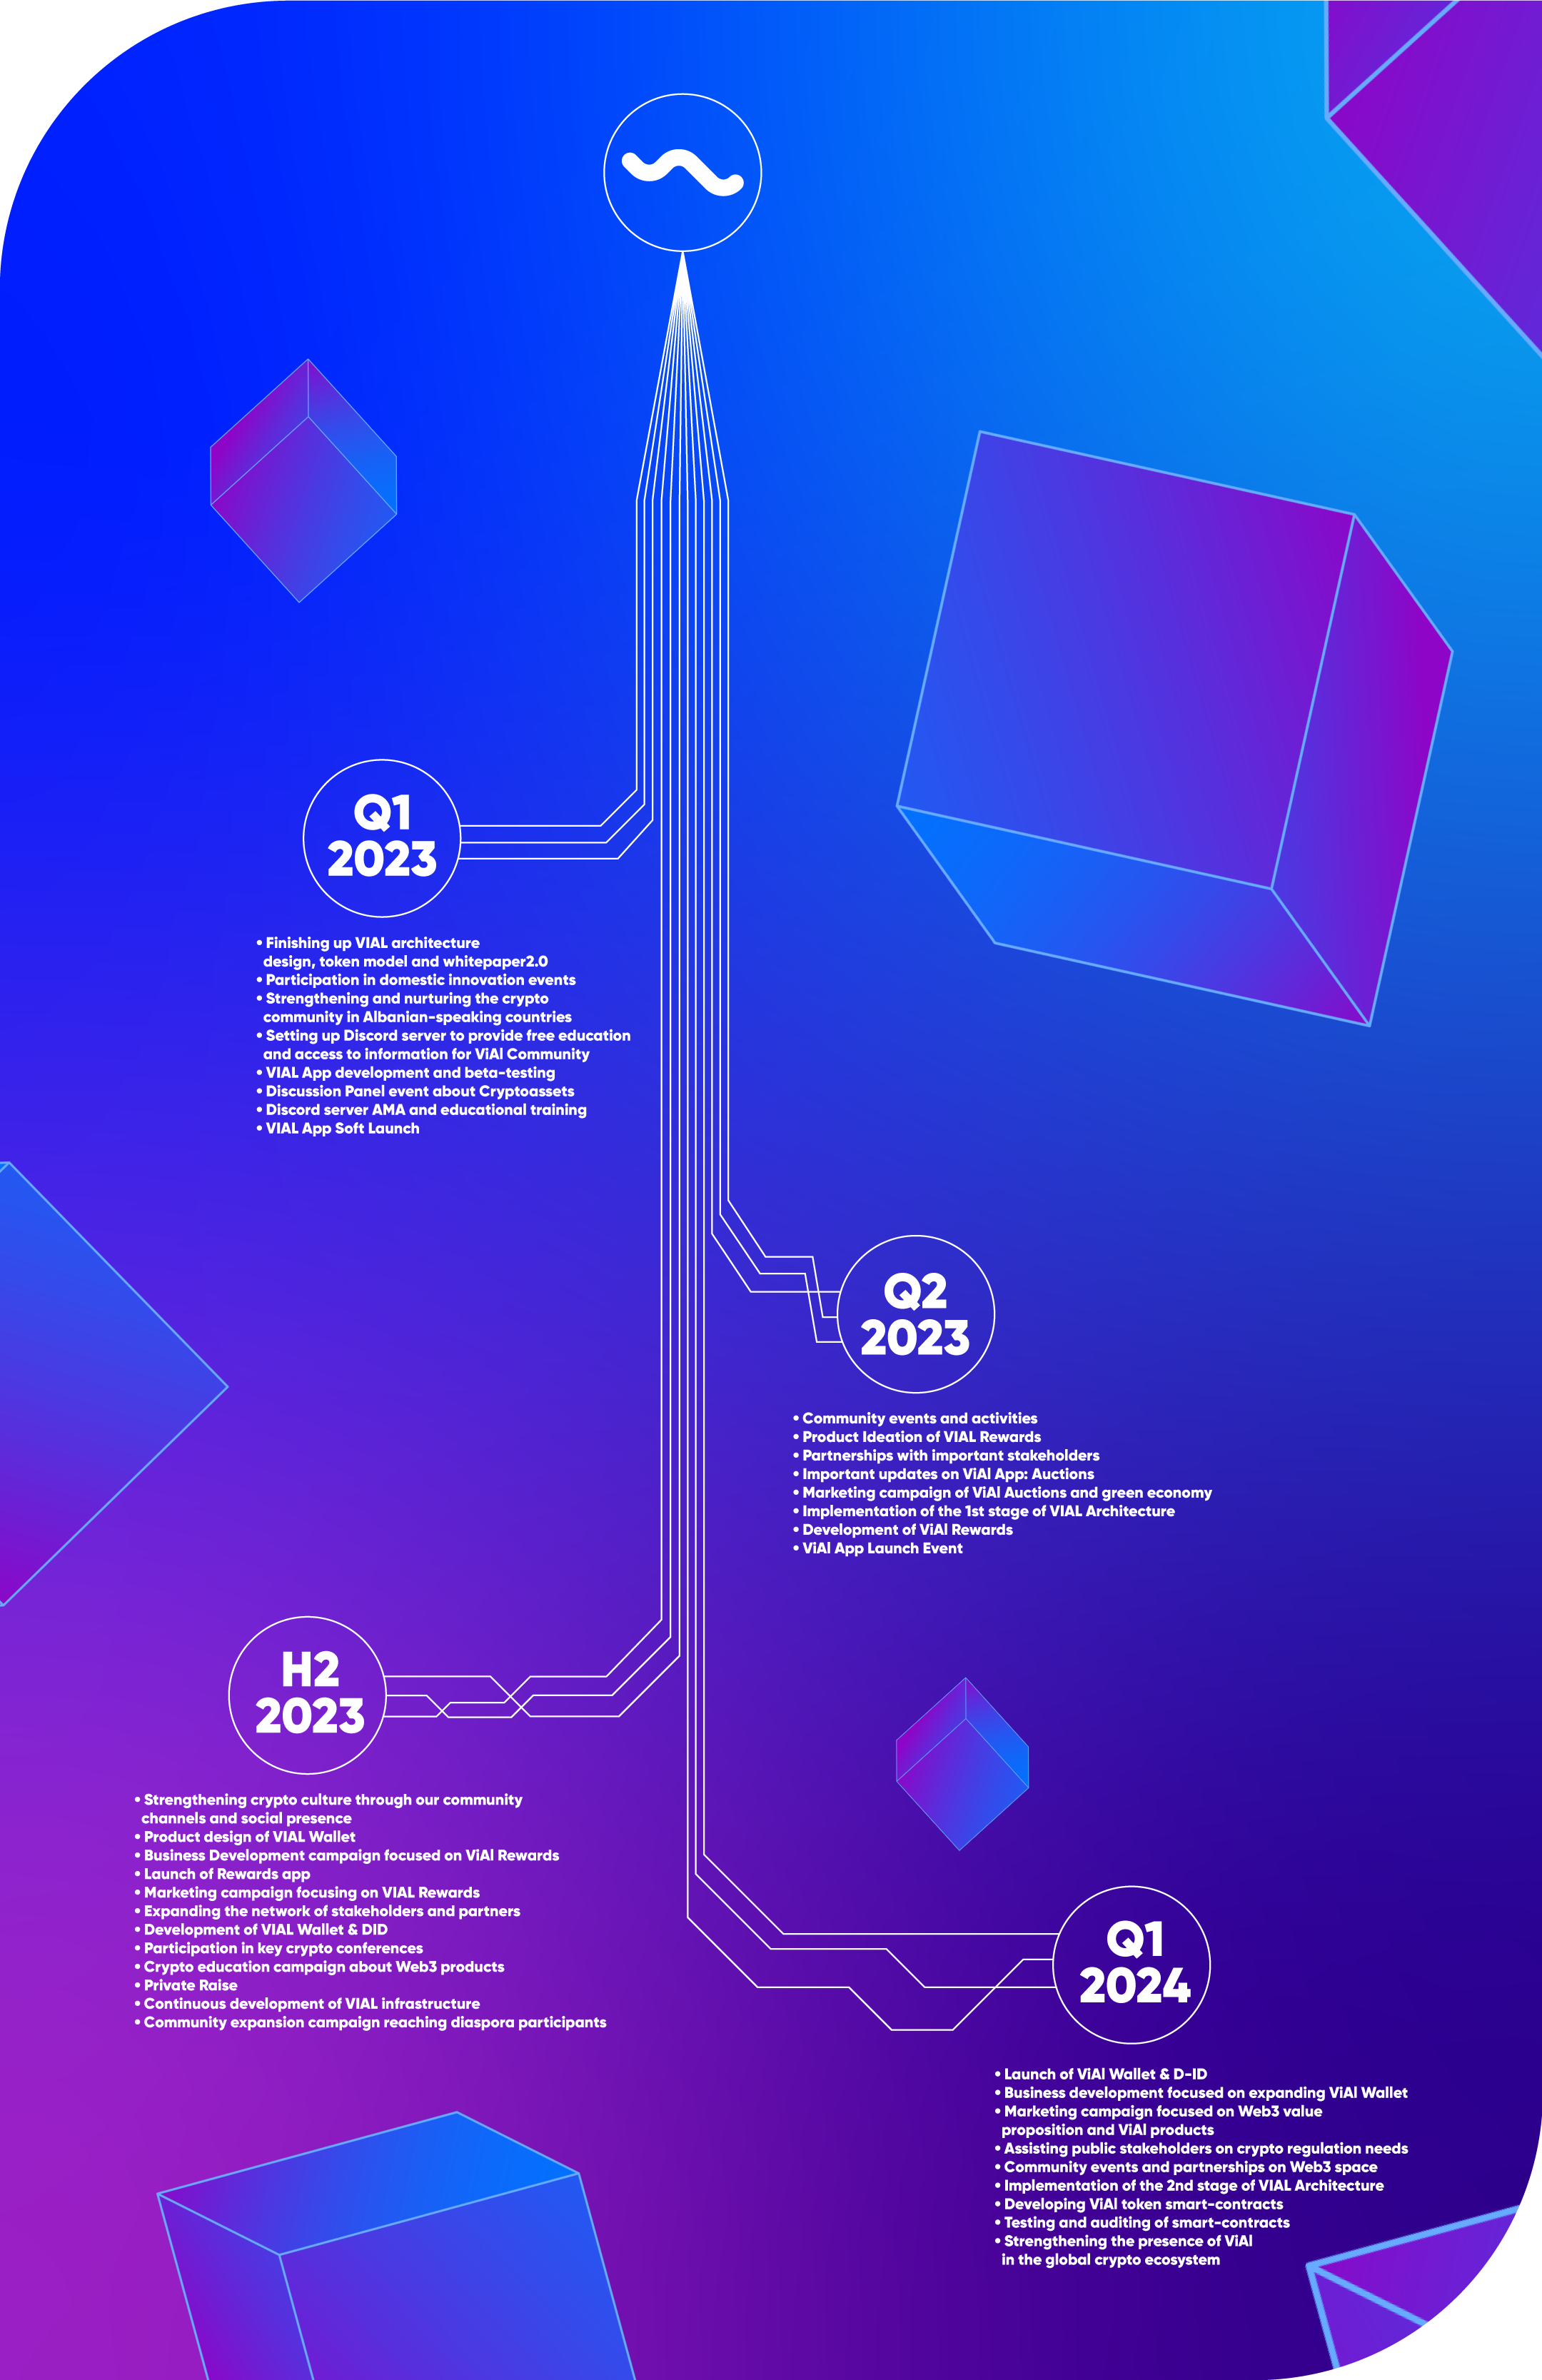 Q1
2023
• Finishing up VIAL architecture
design, token model and whitepaper2.0
• Participation in domestic innovation events
• Strengthening and nurturing the crypto
community in Albanian-speaking countries
• Setting up Discord server to provide free education
and access to information for ViAl Community
• VIAL App development and beta-testing
• Discussion Panel event about Cryptoassets
• Discord server AMA and educational training
• VIAL App Soft Launch
Q2
2023
• Community events and activities
• Product Ideation of VIAL Rewards
• Partnerships with important stakeholders
• Important updates on ViAl App: Auctions
• Marketing campaign of ViAl Auctions and green economy
• Implementation of the 1st stage of VIAL Architecture
• Development of ViAl Rewards
• ViAl App Launch Event
H2
2023
• Strengthening crypto culture through our community
channels and social presence
• Product design of VIAL Wallet
• Business Development campaign focused on ViAl Rewards
• Launch of Rewards app
• Marketing campaign focusing on VIAL Rewards
• Expanding the network of stakeholders and partners
• Development of VIAL Wallet & DID
• Participation in key crypto conferences
• Crypto education campaign about Web3 products
• Private Raise
• Continuous development of VIAL infrastructure
• Community expansion campaign reaching diaspora participants
Q1
2024
• Launch of ViAl Wallet & D-ID
• Business development focused on expanding ViAl Wallet
• Marketing campaign focused on Web3 value
proposition and ViAl products
• Assisting public stakeholders on crypto regulation needs
• Community events and partnerships on Web3 space
• Implementation of the 2nd stage of VIAL Architecture
• Developing ViAl token smart-contracts
• Testing and auditing of smart-contracts
• Strengthening the presence of ViAl
in the global crypto ecosystem